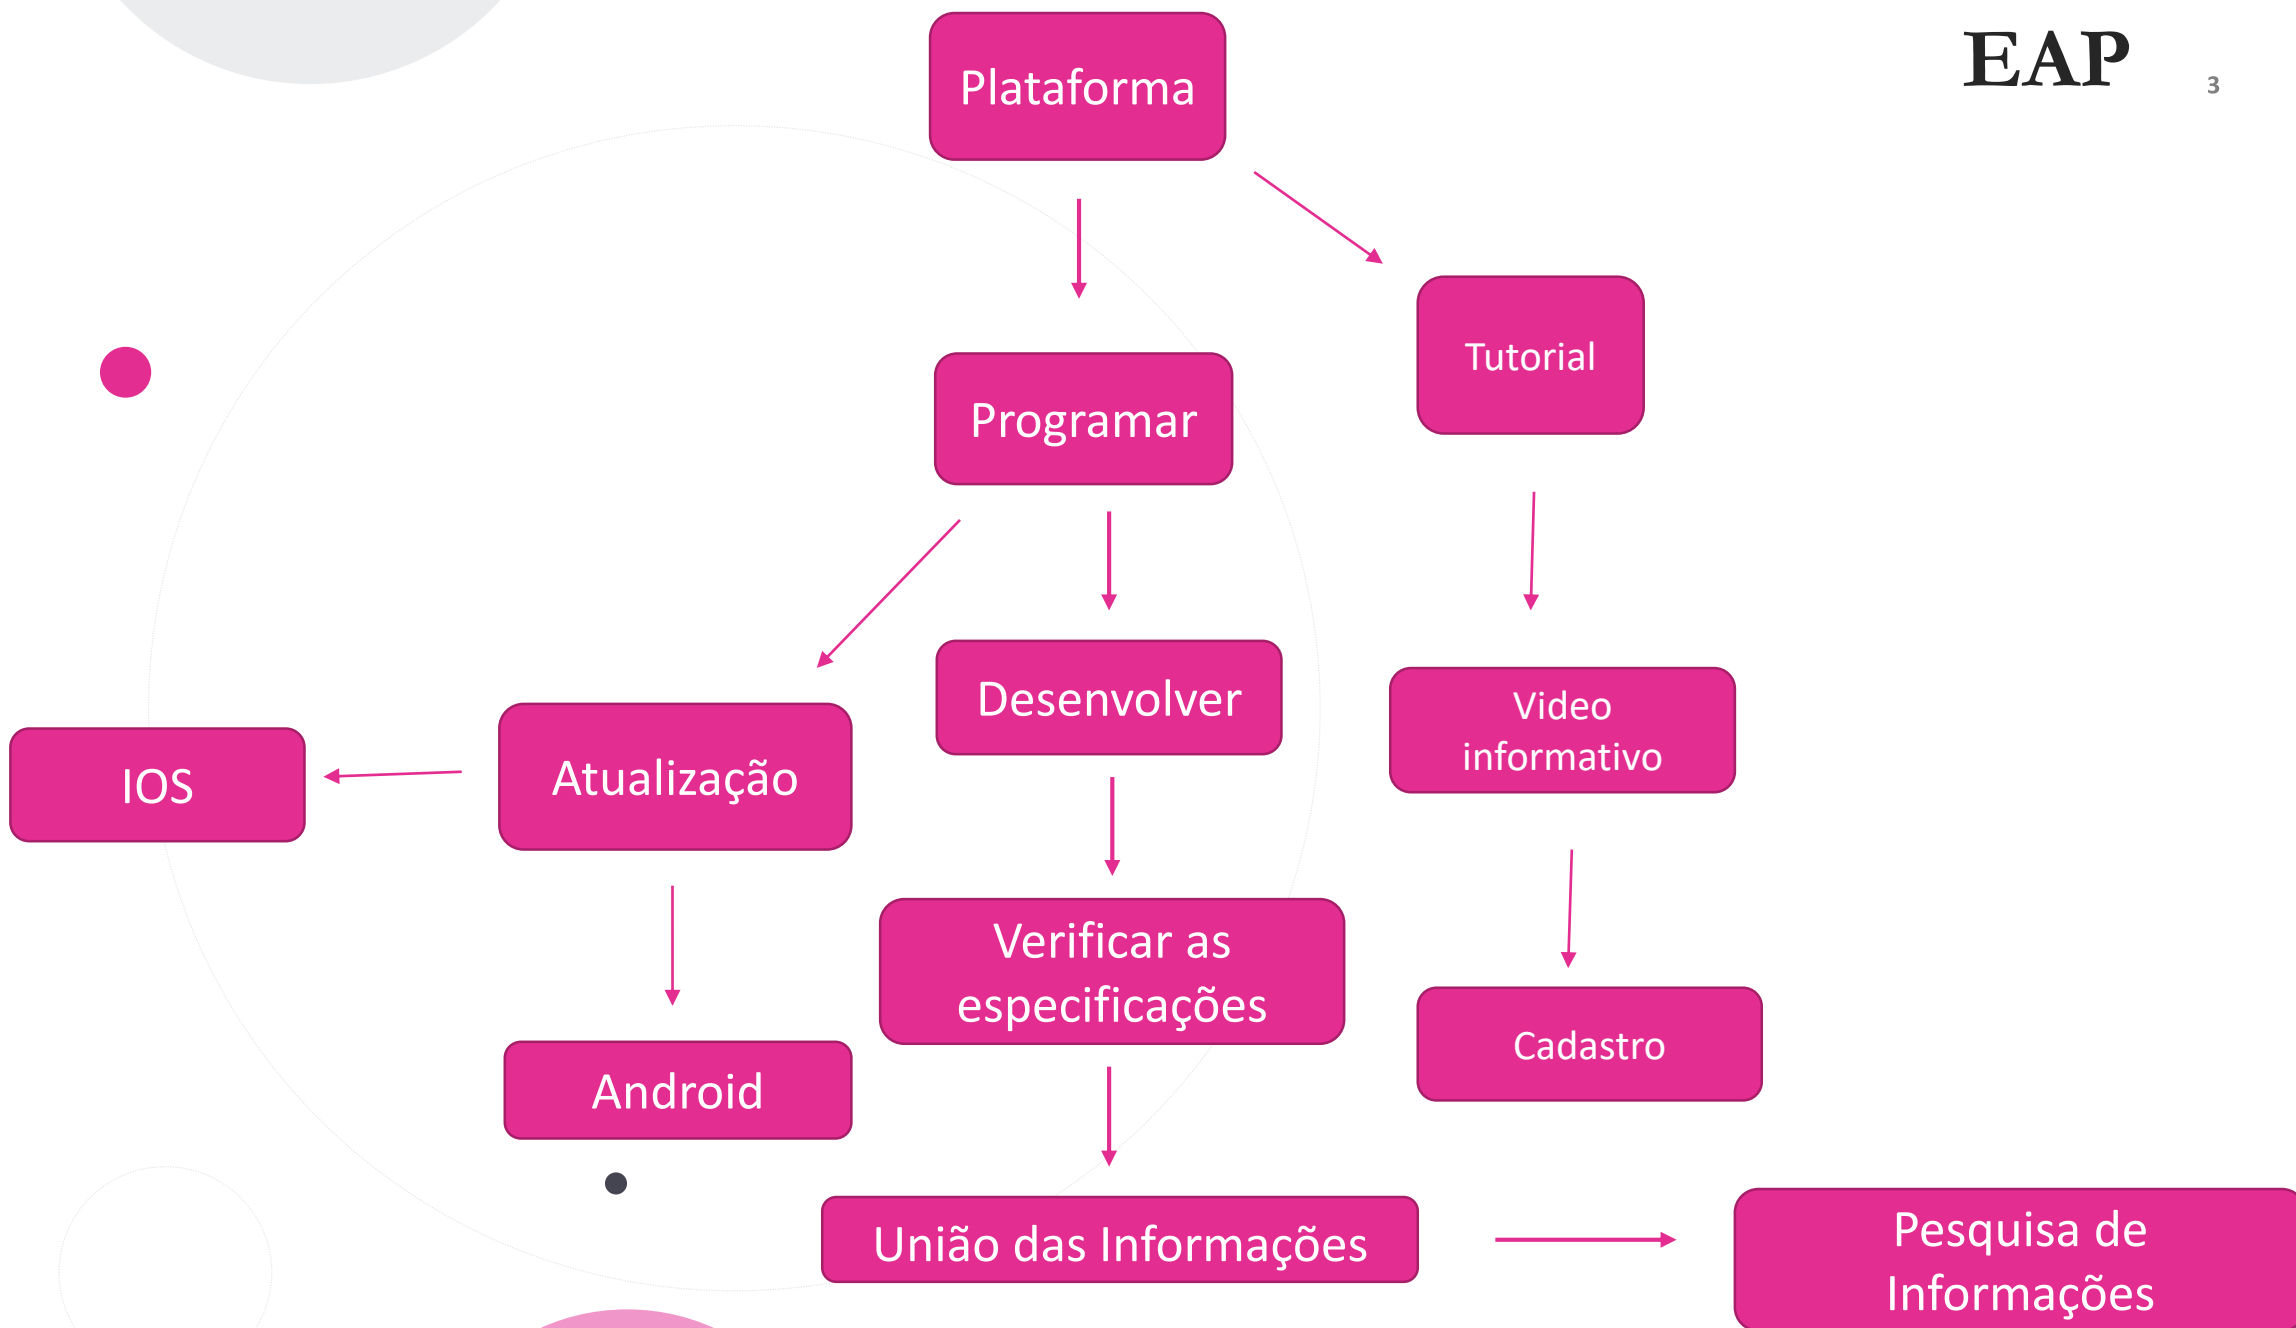 EAP
3
Plataforma
Tutorial
Programar
Desenvolver
Video
informativo
Atualização
IOS
Verificar as
especificações
Cadastro
Android
União das Informações
Pesquisa de
Informações